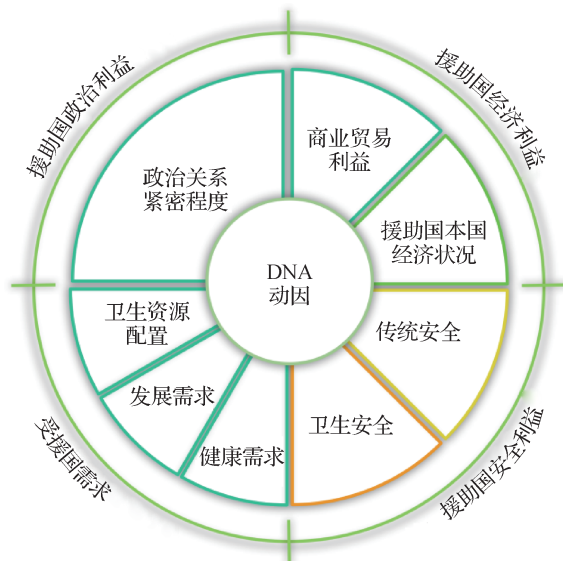 援助国政治利益
援助国经济利益
商业贸易
利益
政治关系
紧密程度
援助国本国
经济状况
DNA
动因
卫生资源
配置
传统安全
发展需求
卫生安全
健康需求
受援国需求
援助国安全利益